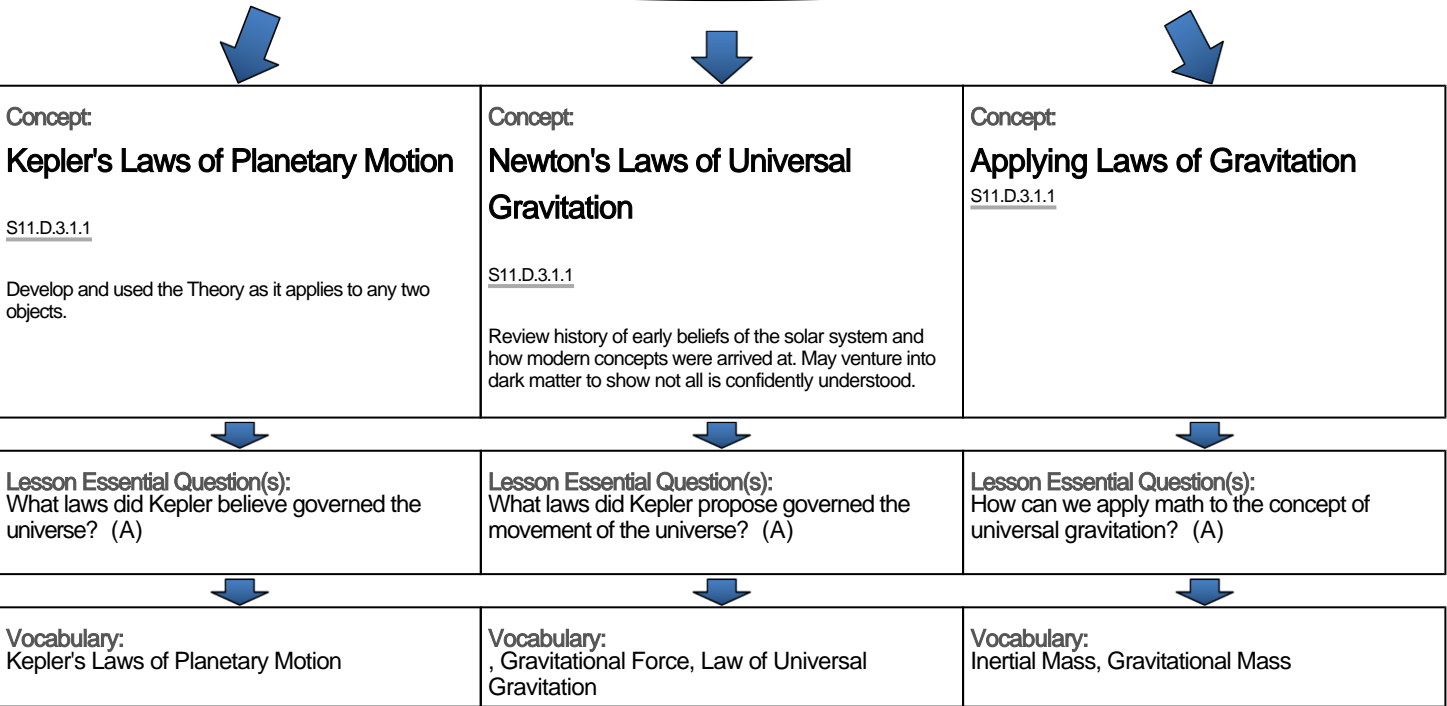 Concept:
Kepler's Laws of Planetary Motion
S11.D.3.1.1
Develop and used the Theory as it applies to any two
objects.
Concept:
Newton's Laws of Universal
Gravitation
S11.D.3.1.1
Review history of early beliefs of the solar system and
how modern concepts were arrived at. May venture into
dark matter to show not all is confidently understood.
Concept:
Applying Laws of Gravitation
S11.D.3.1.1
Lesson Essential Question(s):
What laws did Kepler believe governed the
universe? (A)
Lesson Essential Question(s):
What laws did Kepler propose governed the
movement of the universe? (A)
Lesson Essential Question(s):
How can we apply math to the concept of
universal gravitation? (A)
Vocabulary:
Kepler's Laws of Planetary Motion
Vocabulary:
, Gravitational Force, Law of Universal
Gravitation
Vocabulary:
Inertial Mass, Gravitational Mass